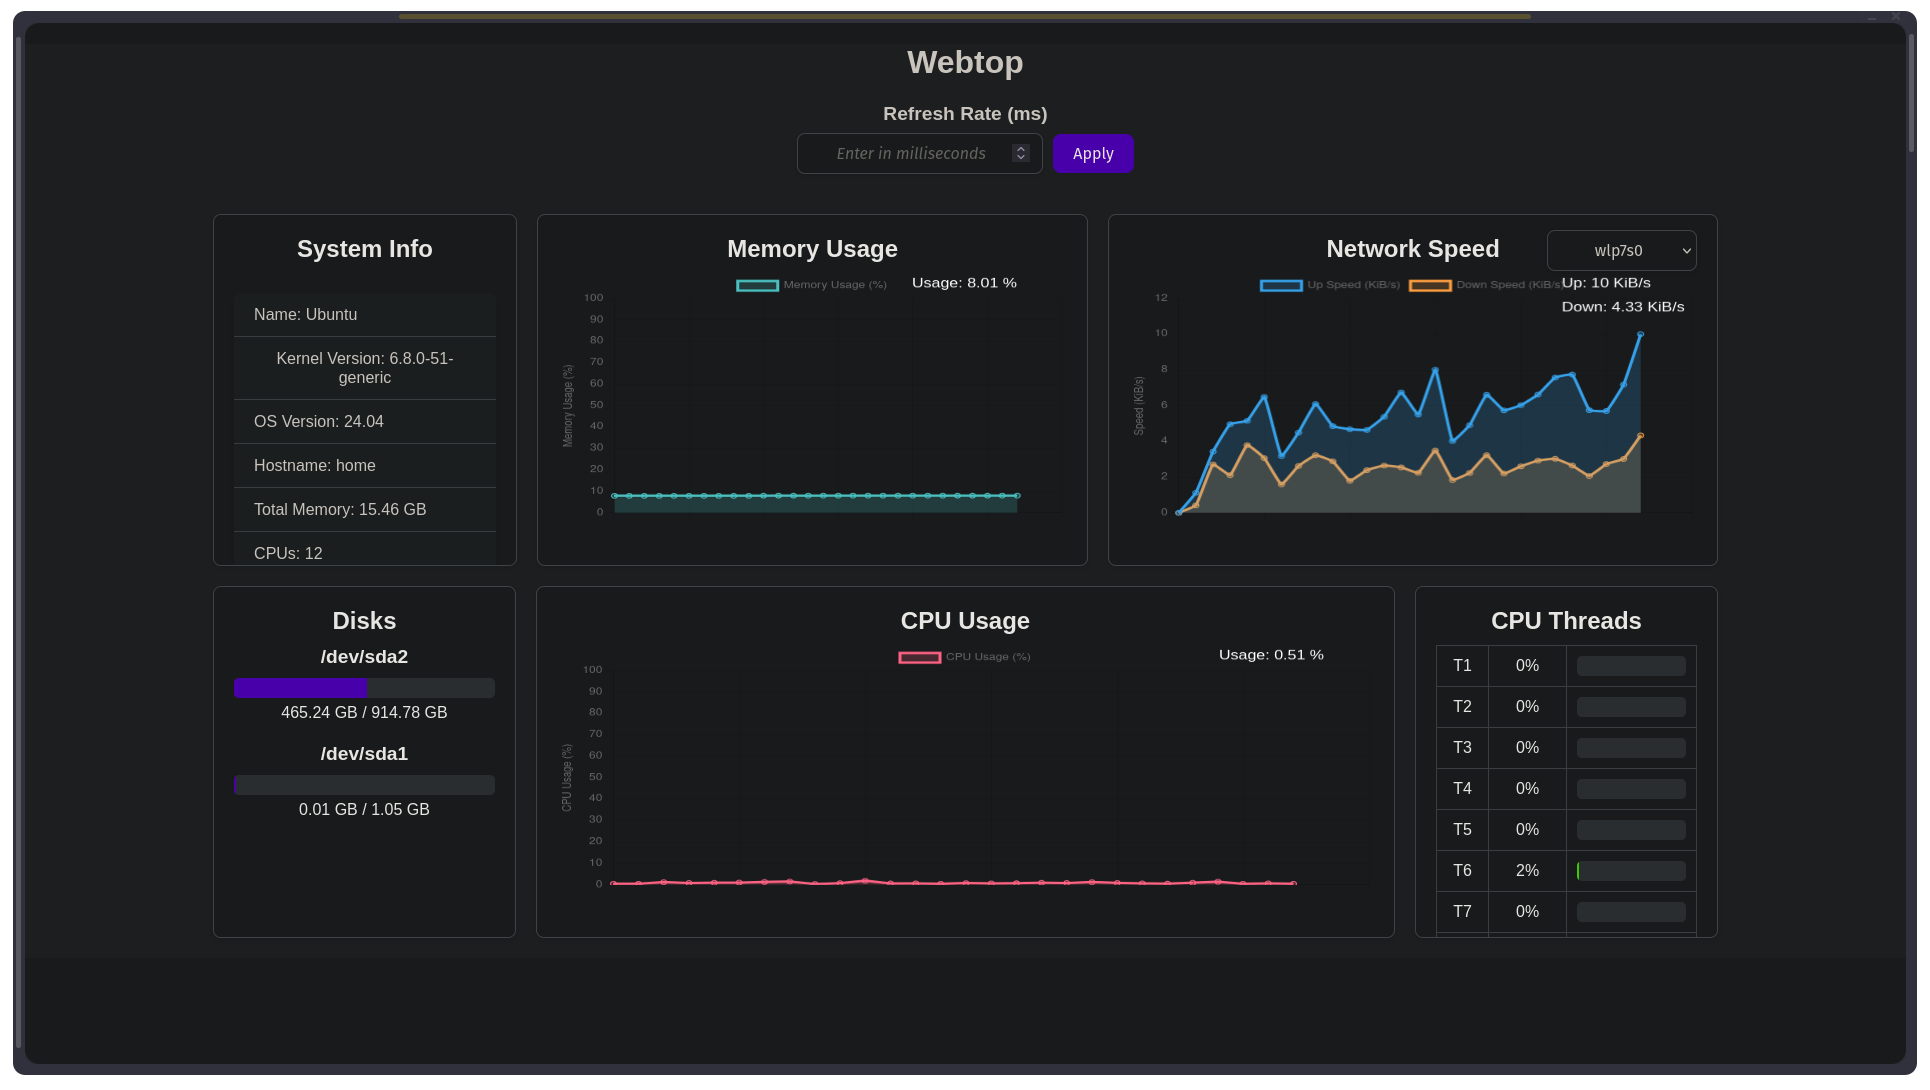 Webtop
Refresh Rate (ms)
Enter in milliseconds
Apply
System Info
Name: Ubuntu
Kernel Version: 6.8.0-51-
generic
OS Version: 24.04
Hostname: home
Total Memory: 15.46 GB
CPUs: 12
Memory Usage
Memory Usage (%)
Usage: 8.01 %
Memory Usage (%)
100
90
80
70
60
50
40
30
20
10
0
Network Speed
wlp7s0
Up Speed (KiB/s)
Down Speed (KiB/s)
Up: 10 KiB/s
Down: 4.33 KiB/s
Speed (KiB/s)
12
10
8
6
4
2
0
Disks
/dev/sda2
465.24 GB / 914.78 GB
/dev/sda1
0.01 GB / 1.05 GB
CPU Usage
CPU Usage (%)
Usage: 0.51 %
CPU Usage (%)
100
90
80
70
60
50
40
30
20
10
0
CPU Threads
T1 0%
T2 0%
T3 0%
T4 0%
T5 0%
T6 2%
T7 0%